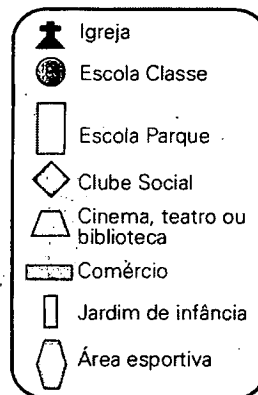 Igreja
Escola Classe
Escola Parque
Clube Social
Cinema, teatro ou
biblioteca
Comércio
Jardim de infância
Área esportiva